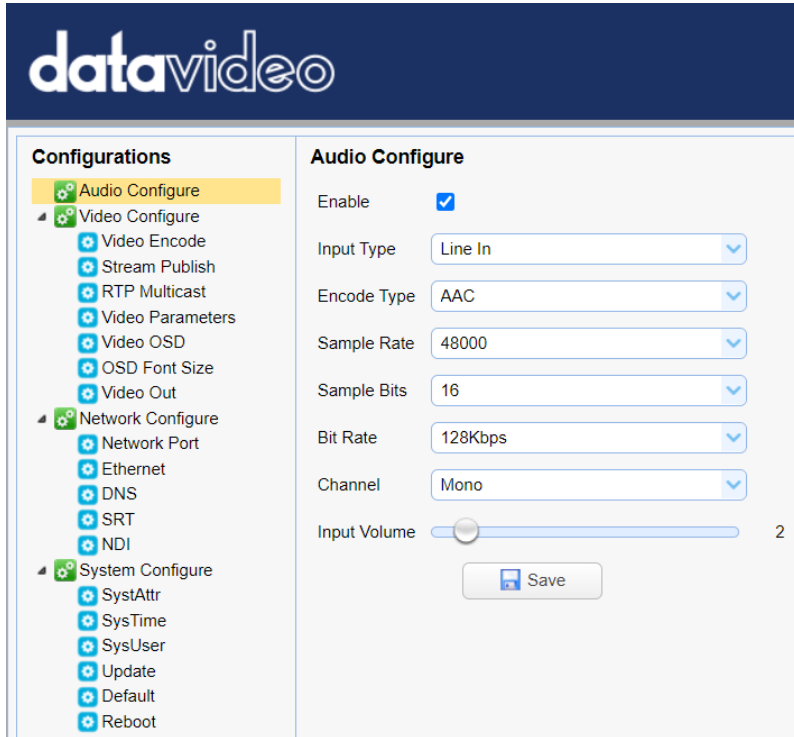 datavideo
Configurations
Audio Configure
Video Configure
Video Encode
Stream Publish
RTP Multicast
Video Parameters
Video OSD
OSD Font Size
Video Out
Network Configure
Network Port
Ethernet
DNS
SRT
NDI
System Configure
SystAttr
SysTime
SysUser
Update
Default
Reboot
Audio Configure
Enable
Input Type Line In
Encode Type AAC
Sample Rate 48000
Sample Bits 16
Bit Rate 128Kbps
Channel Mono
Input Volume 2
Save